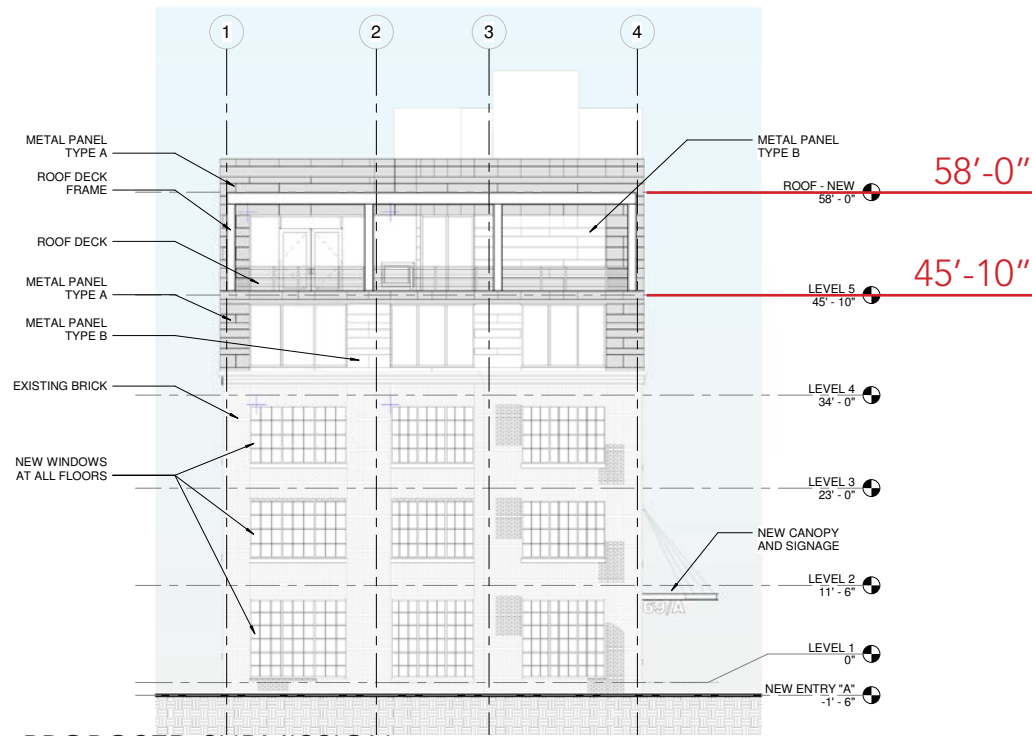 1
2
3
4
METAL PANEL
TYPE A
ROOF DECK
FRAME
ROOF DECK
METAL PANEL
TYPE A
METAL PANEL
TYPE B
EXISTING BRICK
NEW WINDOWS
AT ALL FLOORS
METAL PANEL
TYPE B
58'-0"
ROOF - NEW
58' - 0"
45'-10"
LEVEL 5
45' - 10"
LEVEL 4
34' - 0"
LEVEL 3
23' - 0"
NEW CANOPY
AND SIGNAGE
LEVEL 2
11' - 6"
69/A
LEVEL 1
0"
NEW ENTRY "A"
-1' - 6"
PROPOSED SUBMISSION